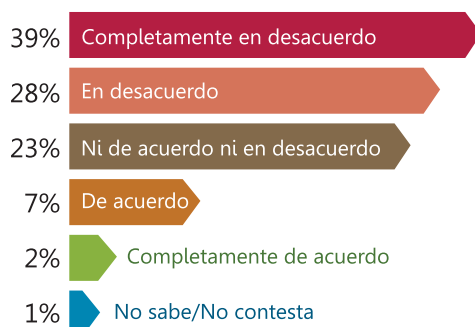 39% Completamente en desacuerdo
28% En desacuerdo
23% Ni de acuerdo ni en desacuerdo
7% De acuerdo
2% Completamente de acuerdo
1% No sabe/No contesta